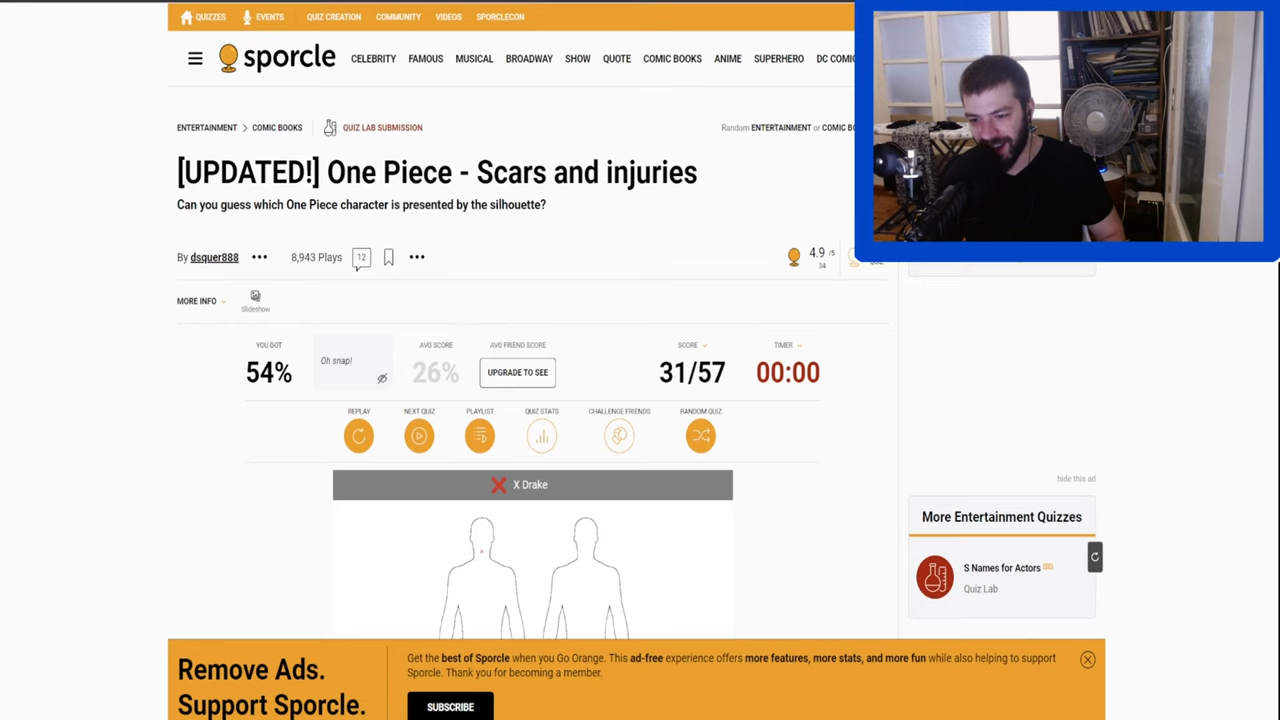 QUIZZES EVENTS QUIZ CREATION COMMUNITY VIDEOS SPORCLECON
sporcle CELEBRITY FAMOUS MUSICAL BROADWAY SHOW QUOTE COMIC BOOKS ANIME SUPERHERO DC COMIC
ENTERTAINMENT > COMIC BOOKS QUIZ LAB SUBMISSION Random ENTERTAINMENT or COMIC BO
[UPDATED!] One Piece - Scars and injuries
Can you guess which One Piece character is presented by the silhouette?
By dsquer888 ••• 8,943 Plays 12 ••• 4.9 /5
34
MORE INFO Slideshow
YOU GOT AVG SCORE AVG FRIEND SCORE SCORE TIMER
54% Oh snap! 26% UPGRADE TO SEE 31/57 00:00
REPLAY NEXT QUIZ PLAYLIST QUIZ STATS CHALLENGE FRIENDS RANDOM QUIZ
hide this ad
X Drake
x
More Entertainment Quizzes
S Names for Actors
Quiz Lab
Remove Ads.
Support Sporcle.
Get the best of Sporcle when you Go Orange. This ad-free experience offers more features, more stats, and more fun while also helping to support
Sporcle. Thank you for becoming a member.
SUBSCRIBE